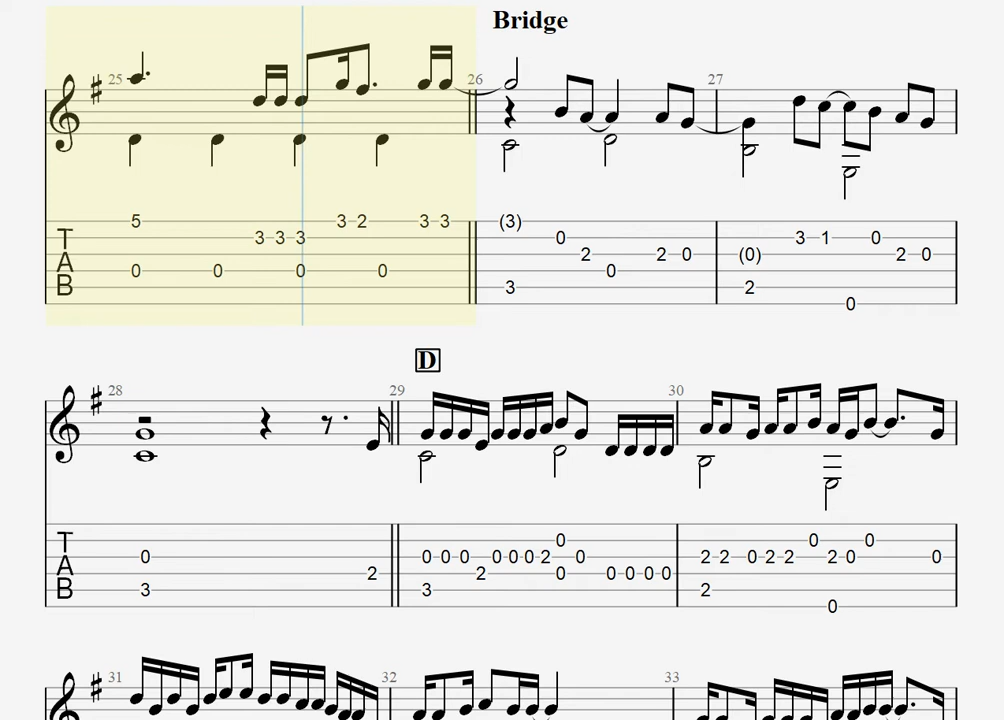 Bridge
25 26 27
5 3 2 3 3 (3)
T 3 3 3 0 3 1 0
A 2 2 0 (0) 2 0
0 0 0 0 0
B 3 2
0
D
28 29 30
T 0 0 0
A 0 0 0 0 0 0 0 2 0 2 2 0 2 2 2 0 0
2 2 0 0 0 0 0
B 3 3 2
0
31 32 33